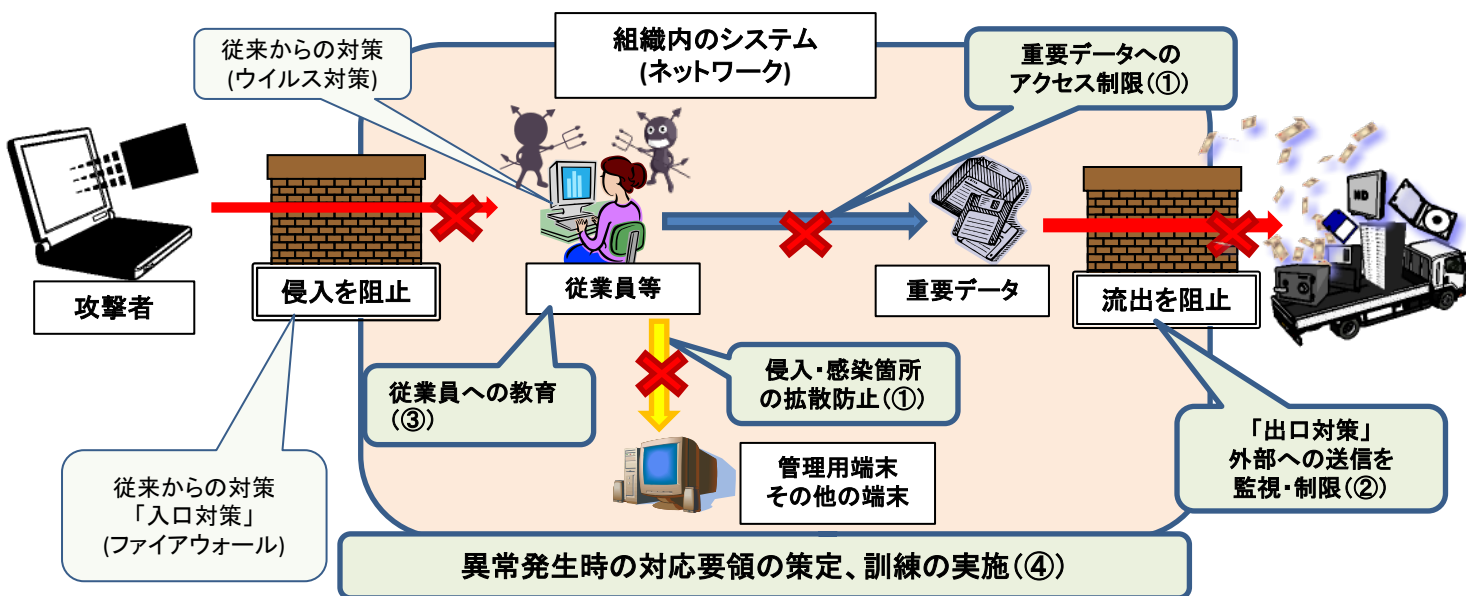 組織内のシステム
(ネットワーク)
従来からの対策
(ウイルス対策)
重要データへの
アクセス制限(①)
HD
攻撃者
侵入を阻止
従業員等
重要データ
流出を阻止
従業員への教育
(③)
侵入・感染箇所
の拡散防止(①)
従来からの対策
「入口対策」
(ファイアウォール)
管理用端末
その他の端末
「出口対策」
外部への送信を
監視・制限(②)
異常発生時の対応要領の策定、訓練の実施(④)